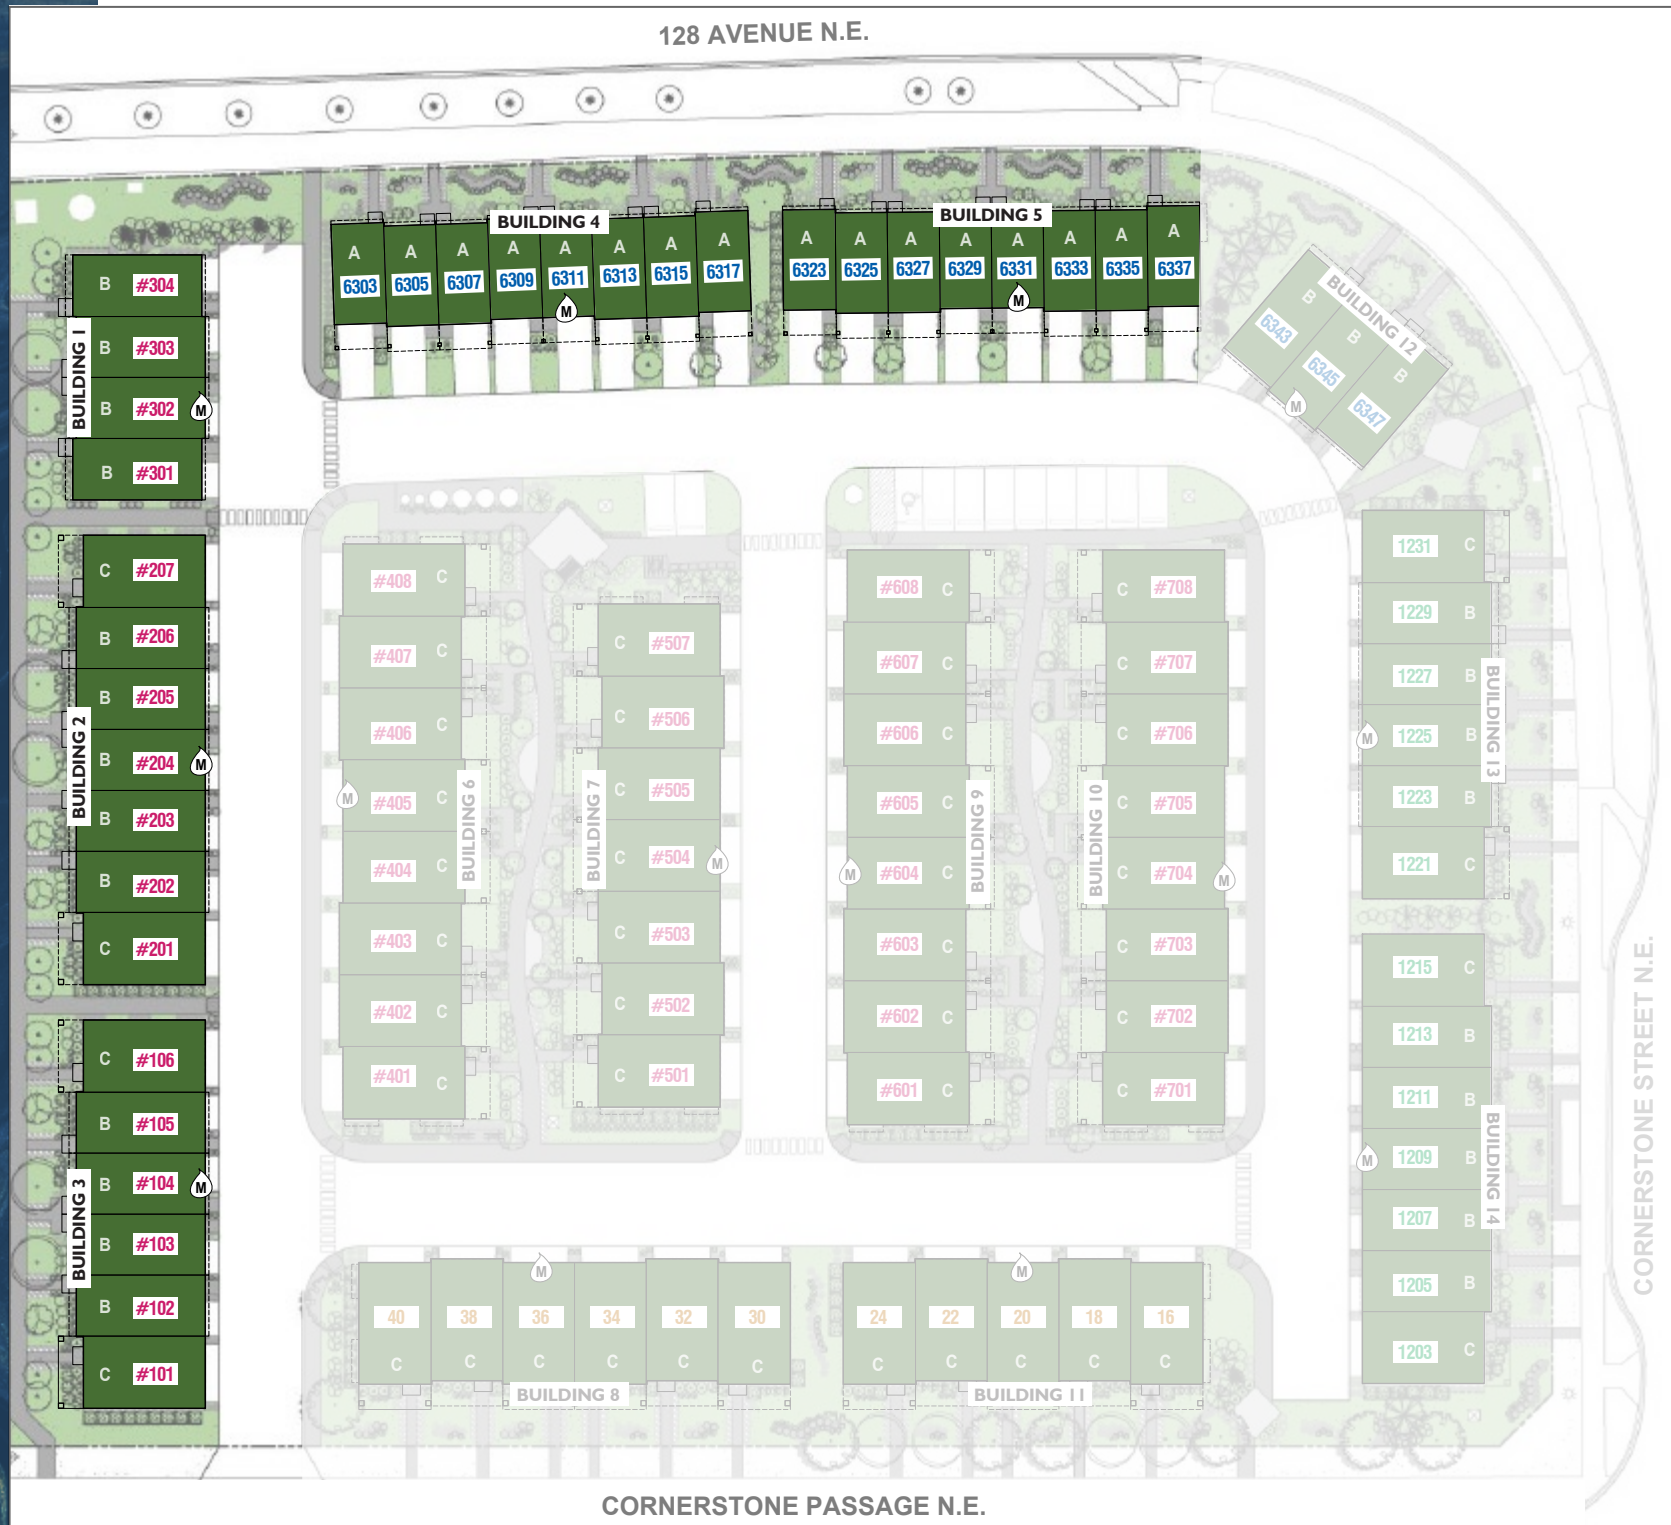 128 AVENUE N.E.
BUILDING 4
A A A A A A A A
6303 6305 6307 6309 6311 6313 6315 6317
M
BUILDING 5
A A A A A A A A
6323 6325 6327 6329 6331 6333 6335 6337
M
BUILDING 12
B B B
6343 6345 6347
M
BUILDING 1
B #304
B #303
B #302 M
B #301
BUILDING 2
C #207
B #206
B #205
B #204 M
B #203
B #202
C #201
BUILDING 3
C #106
B #105
B #104 M
B #103
B #102
C #101
#408 C
#407 C
#406 C
M #405 C
#404 C
#403 C
#402 C
#401 C
BUILDING 6
BUILDING 7
C #507
C #506
C #505
C #504 M
C #503
C #502
C #501
#608 C
#607 C
#606 C
#605 C
M #604 C
#603 C
#602 C
#601 C
BUILDING 9
BUILDING 10
C #708
C #707
C #706
C #705
C #704 M
C #703
C #702
C #701
1231 C
1229 B
1227 B
M 1225 B
1223 B
1221 C
BUILDING 13
1215 C
1213 B
1211 B
M 1209 B
1207 B
1205 B
1203 C
BUILDING 14
CORNERSTONE STREET N.E.
M
40 38 36 34 32 30
C C C C C C
BUILDING 8
M
24 22 20 18 16
C C C C C
BUILDING 11
CORNERSTONE PASSAGE N.E.